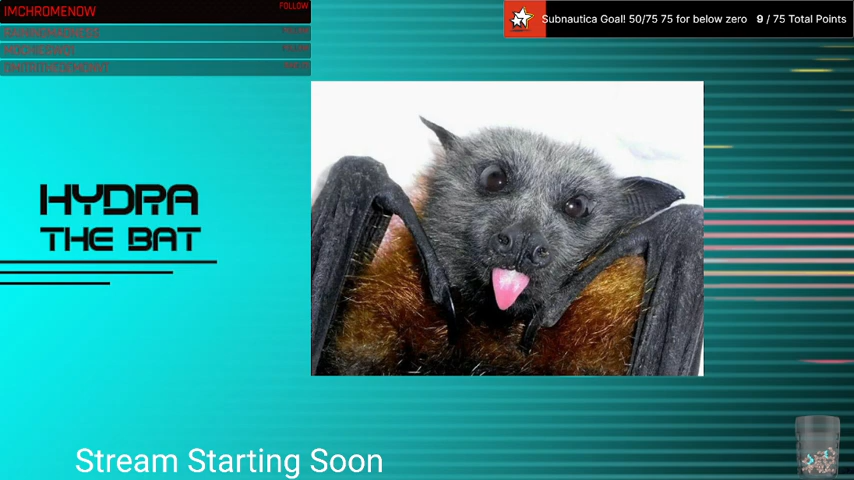 IMCHROMENOW
FOLLOW
Subnautica Goal! 50/75 75 for below zero 9 / 75 Total Points
HYDRA
THE BAT
Stream Starting Soon